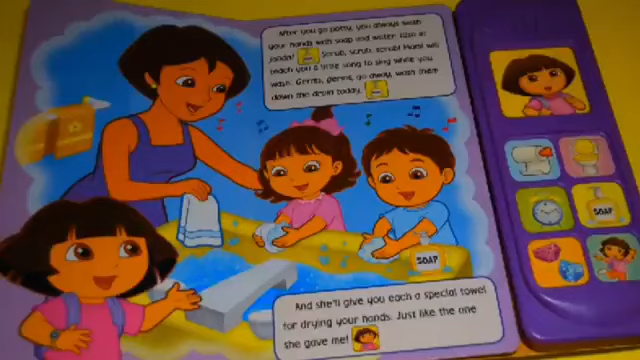 After you go potty, you always wash
your hands with soap and water. ¡Usa el
jabón! Scrub, scrub, scrub! Mami will
teach you a little song to sing while you
wash. Germs, germs, go away, wash them
down the drain today.
SOAP
SOAP
And she'll give you each a special towel
for drying your hands. Just like the one
she gave me!